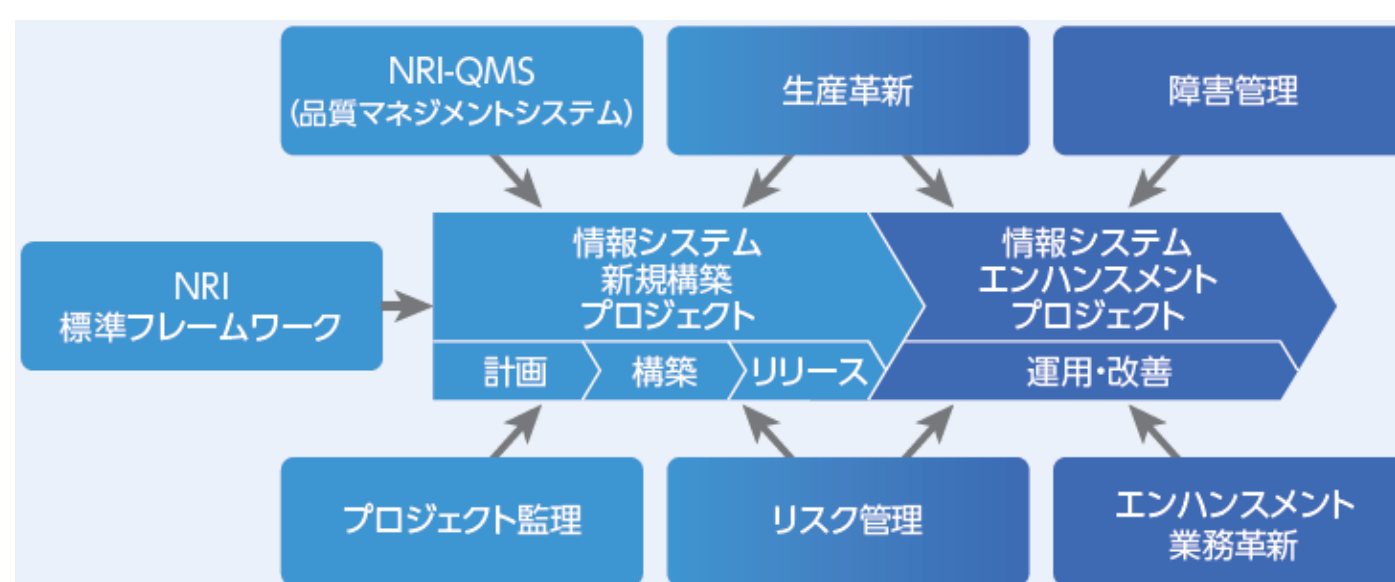 NRI-QMS
(品質マネジメントシステム)
生産革新
障害管理
NRI
標準フレームワーク
情報システム
新規構築
プロジェクト
情報システム
エンハンスメント
プロジェクト
計画
構築
リリース
運用・改善
プロジェクト監理
リスク管理
エンハンスメント
業務革新